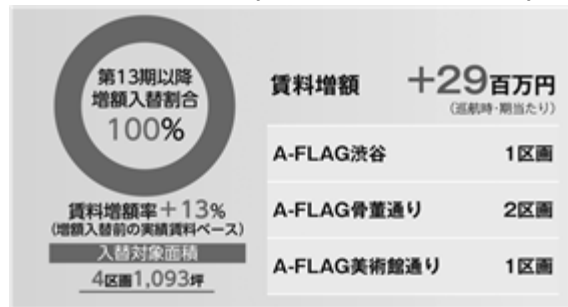 第13期以降
増額入替割合
100%
賃料増額率＋13%
(増額入替前の実績賃料ベース)
入替対象面積
4区画1,093坪
賃料増額 +29百万円
(巡航時・期当たり)
A-FLAG渋谷 1区画
A-FLAG骨董通り 2区画
A-FLAG美術館通り 1区画